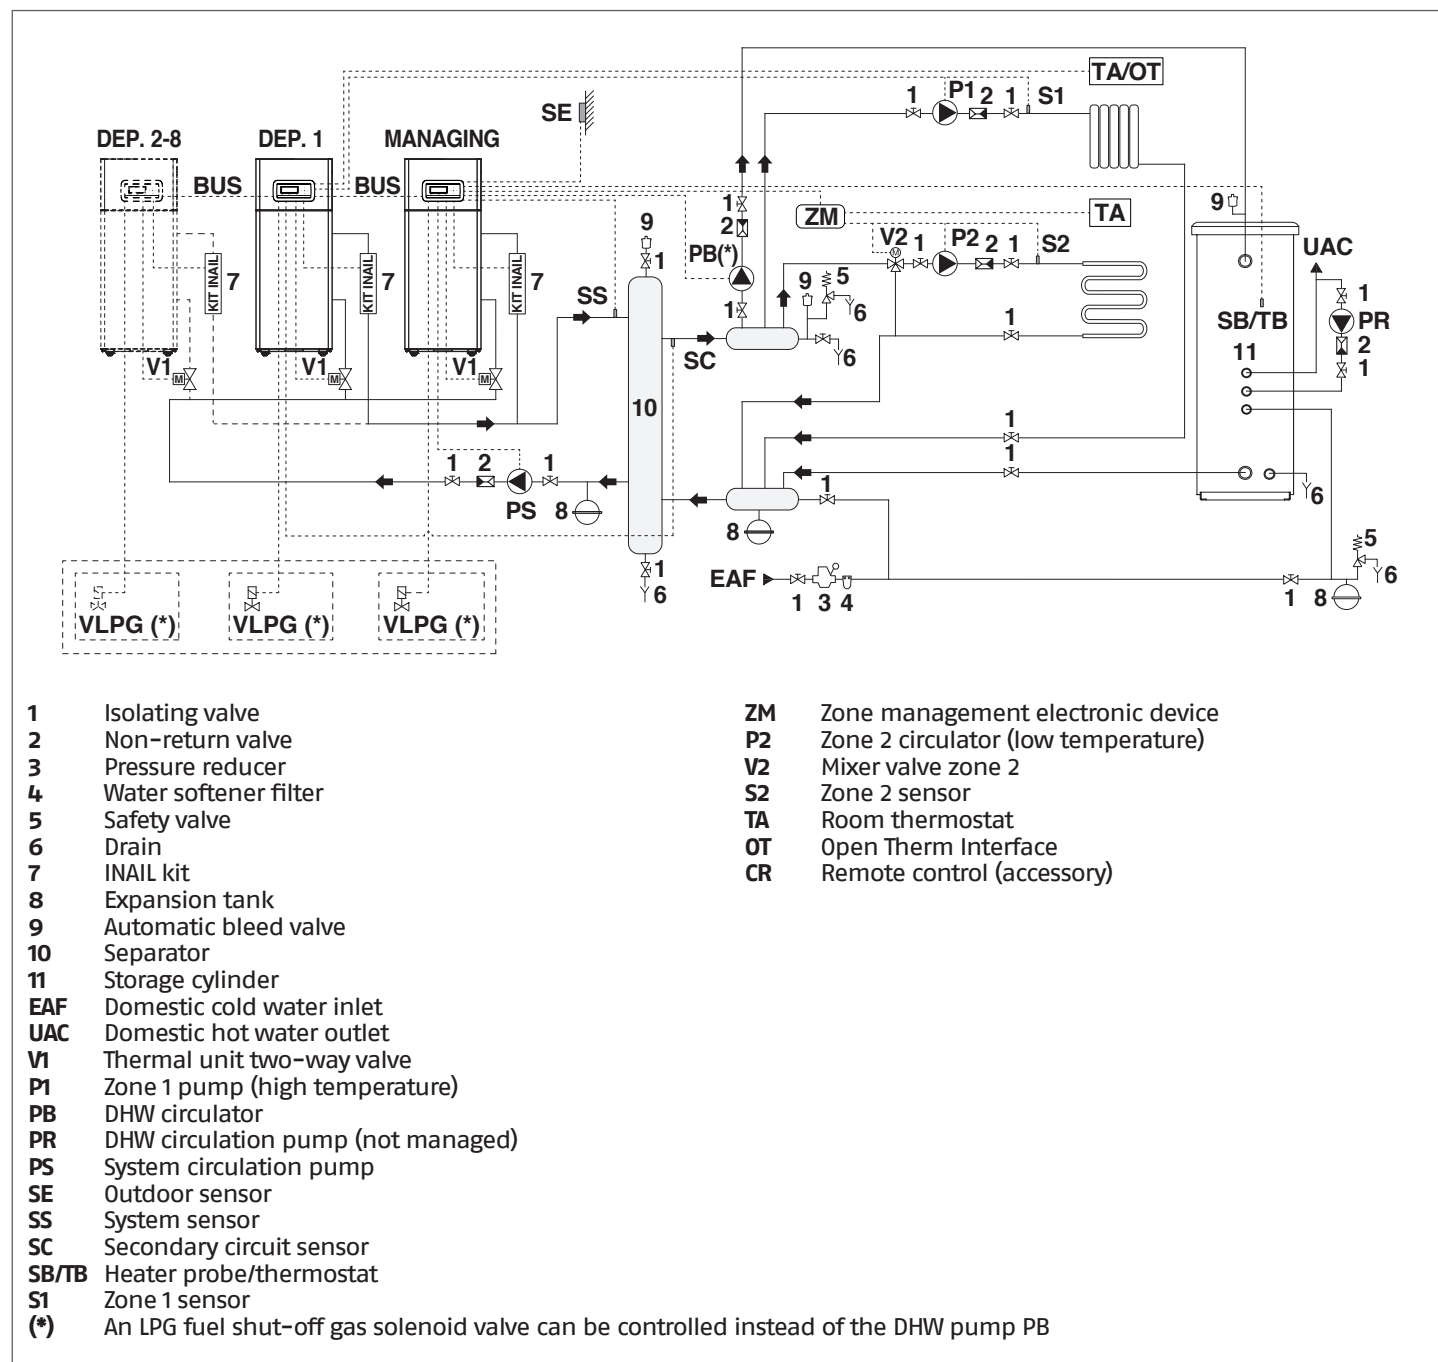 TA/OT
1 P1 2 1 S1
SE
DEP. 2-8 DEP. 1 MANAGING
BUS BUS
1
2
ZM
TA
9
9
1
PB(*)
V2 1 P2 2 1 S2
UAC
KIT INAIL 7 KIT INAIL 7 KIT INAIL 7
SS
1
9 5
6
6
1
1
PR
2
1
SB/TB
11
SC
V1 M V1 M V1 M
M
10
1
1
1 2 1
PS 8
1
8
6
1
6
EAF
1 3 4
1 8
5
6
VLPG (*) VLPG (*) VLPG (*)
1 Isolating valve
2 Non-return valve
3 Pressure reducer
4 Water softener filter
5 Safety valve
6 Drain
7 INAIL kit
8 Expansion tank
9 Automatic bleed valve
10 Separator
11 Storage cylinder
EAF Domestic cold water inlet
UAC Domestic hot water outlet
V1 Thermal unit two-way valve
P1 Zone 1 pump (high temperature)
PB DHW circulator
PR DHW circulation pump (not managed)
PS System circulation pump
SE Outdoor sensor
SS System sensor
SC Secondary circuit sensor
SB/TB Heater probe/thermostat
S1 Zone 1 sensor
(*) An LPG fuel shut-off gas solenoid valve can be controlled instead of the DHW pump PB
ZM Zone management electronic device
P2 Zone 2 circulator (low temperature)
V2 Mixer valve zone 2
S2 Zone 2 sensor
TA Room thermostat
OT Open Therm Interface
CR Remote control (accessory)